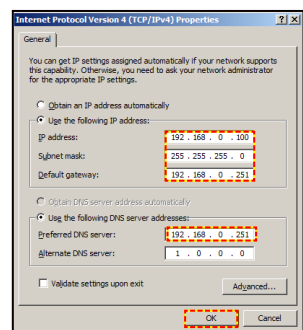 Internet Protocol Version 4 (TCP/IPv4) Properties ? X
General
You can get IP settings assigned automatically if your network supports
this capability. Otherwise, you need to ask your network administrator
for the appropriate IP settings.
Obtain an IP address automatically
Use the following IP address:
IP address: 192 . 168 . 0 . 100
Subnet mask: 255 . 255 . 255 . 0
Default gateway: 192 . 168 . 0 . 251
Obtain DNS server address automatically
Use the following DNS server addresses:
Preferred DNS server: 192 . 168 . 0 . 251
Alternate DNS server: 1 . 0 . 0 . 0
Validate settings upon exit
Advanced...
OK Cancel